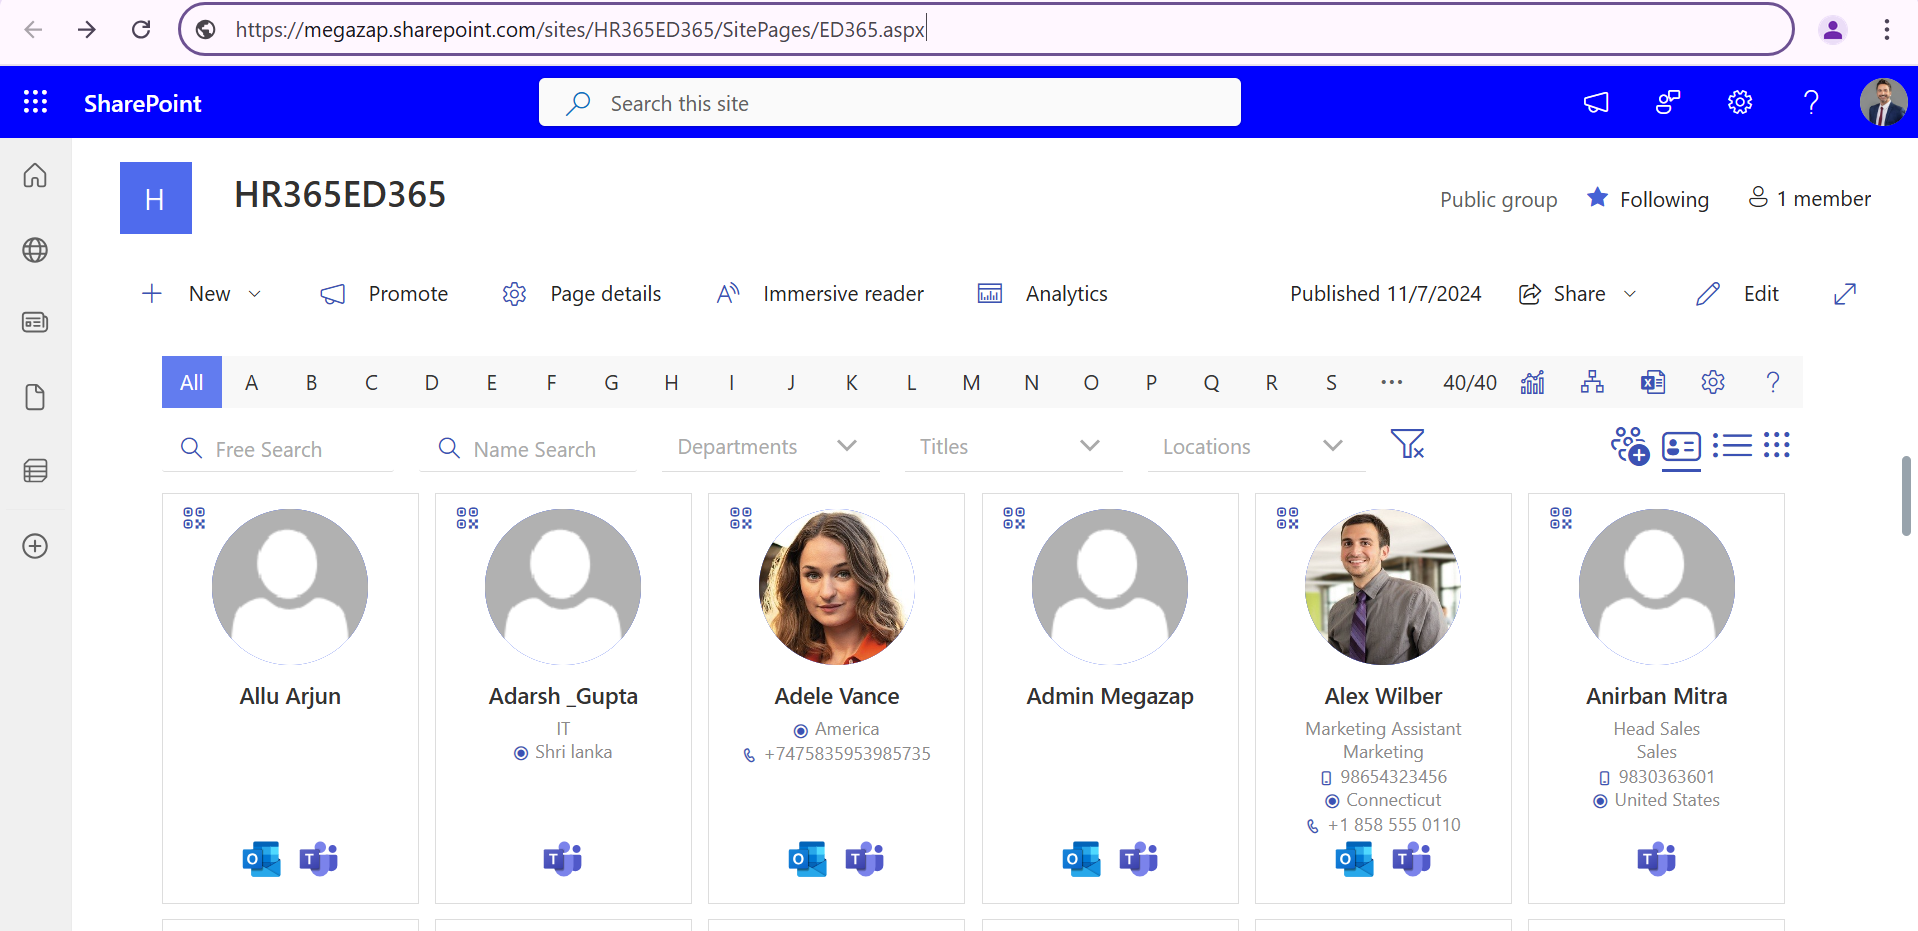 https://megazap.sharepoint.com/sites/HR365ED365/SitePages/ED365.aspx
SharePoint Search this site
H HR365ED365 Public group Following 1 member
New Promote Page details Immersive reader Analytics Published 11/7/2024 Share Edit
All A B C D E F G H I J K L M N O P Q R S ··· 40/40
Free Search Name Search Departments Titles Locations
Allu Arjun
Adarsh _Gupta
IT
Shri lanka
Adele Vance
America
+7475835953985735
Admin Megazap
Alex Wilber
Marketing Assistant
Marketing
98654323456
Connecticut
+1 858 555 0110
Anirban Mitra
Head Sales
Sales
9830363601
United States